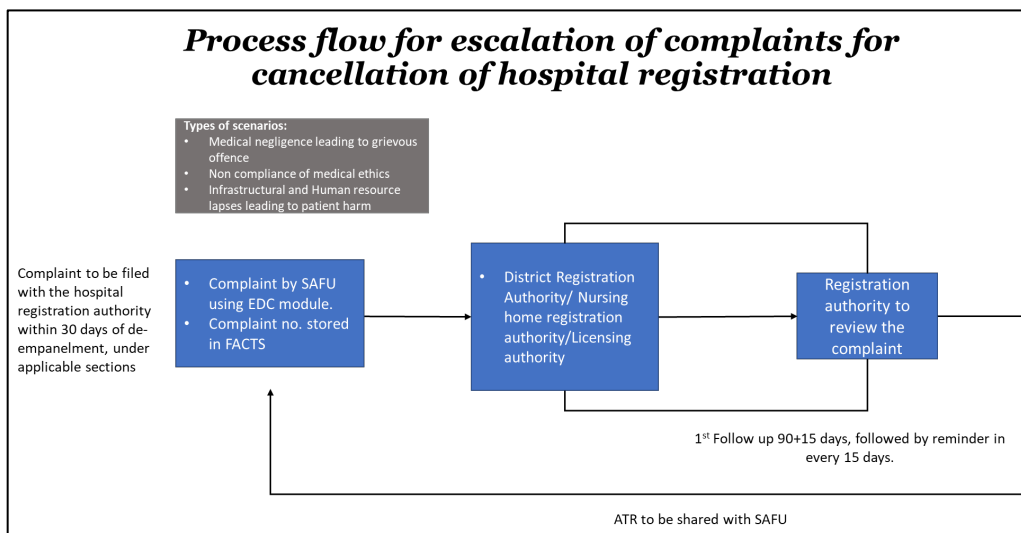 Process flow for escalation of complaints for
cancellation of hospital registration
Types of scenarios:
• Medical negligence leading to grievous
offence
• Non compliance of medical ethics
• Infrastructural and Human resource
lapses leading to patient harm
Complaint to be filed
with the hospital
registration authority
within 30 days of de-
empanelment, under
applicable sections
• Complaint by SAFU
using EDC module.
• Complaint no. stored
in FACTS
• District Registration
Authority/ Nursing
home registration
authority/Licensing
authority
Registration
authority to
review the
complaint
1st Follow up 90+15 days, followed by reminder in
every 15 days.
ATR to be shared with SAFU